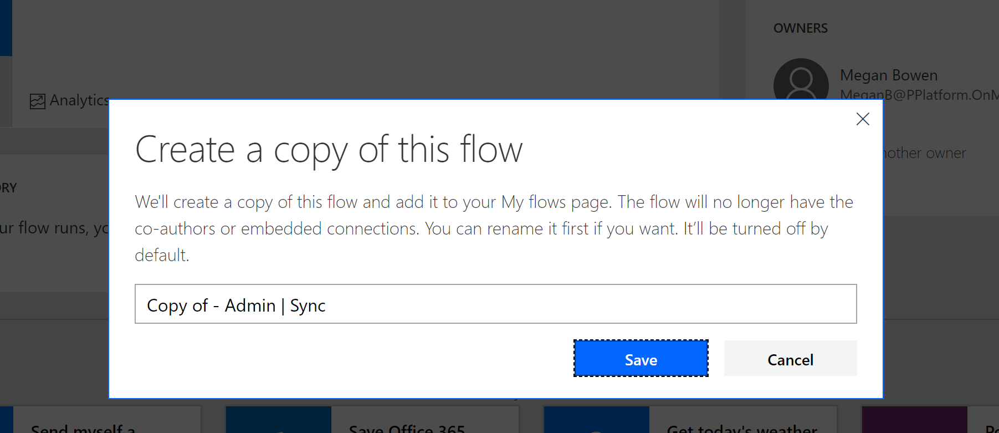 OWNERS
Megan Bowen
MeganB@PPlatform.OnM
Analytics
Create a copy of this flow
nother owner
ORY
We'll create a copy of this flow and add it to your My flows page. The flow will no longer have the
co-authors or embedded connections. You can rename it first if you want. It’ll be turned off by
default.
ur flow runs, yo
Copy of - Admin | Sync
Save
Cancel
Send myself a
Save Office 365
Get today's weather